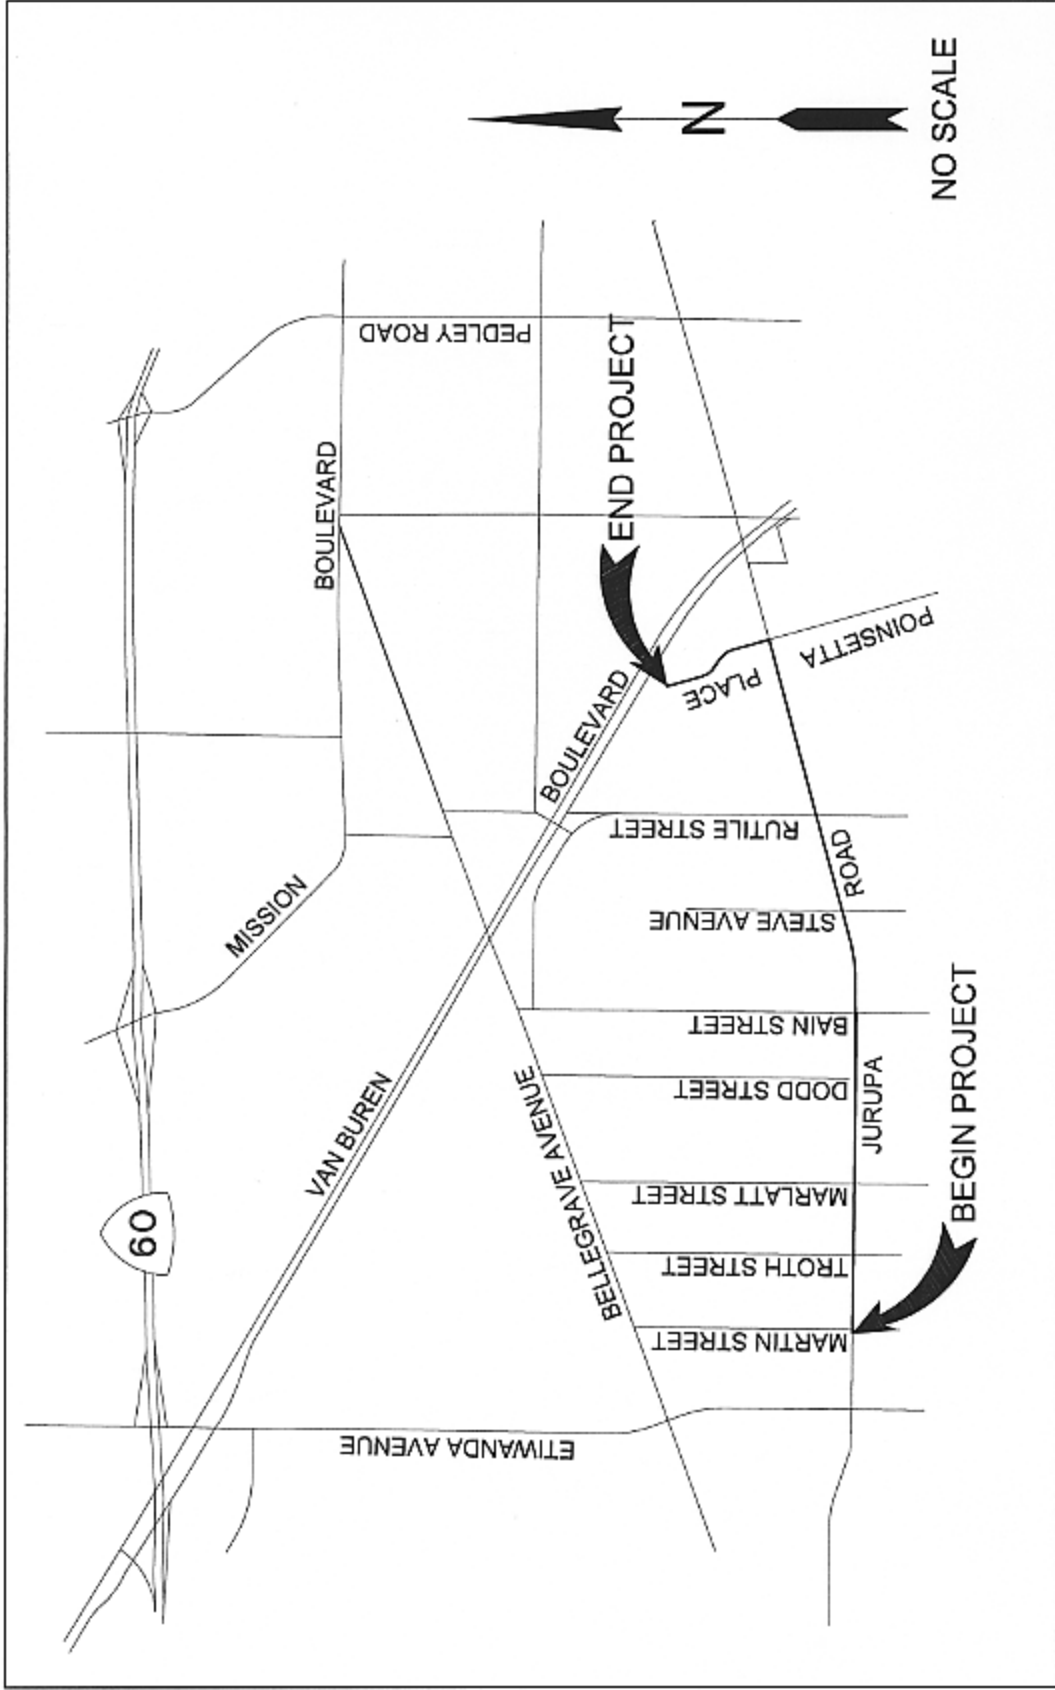 60
MISSION
BOULEVARD
PEDLEY ROAD
VAN BUREN
BOULEVARD
ETIWANDA AVENUE
BELLEGRAVE AVENUE
MARTIN STREET
TROTH STREET
MARLATT STREET
DODD STREET
BAIN STREET
STEVE AVENUE
RUTILE STREET
PLACE
POINSETTA
JURUPA
ROAD
BEGIN PROJECT
END PROJECT
N
NO SCALE